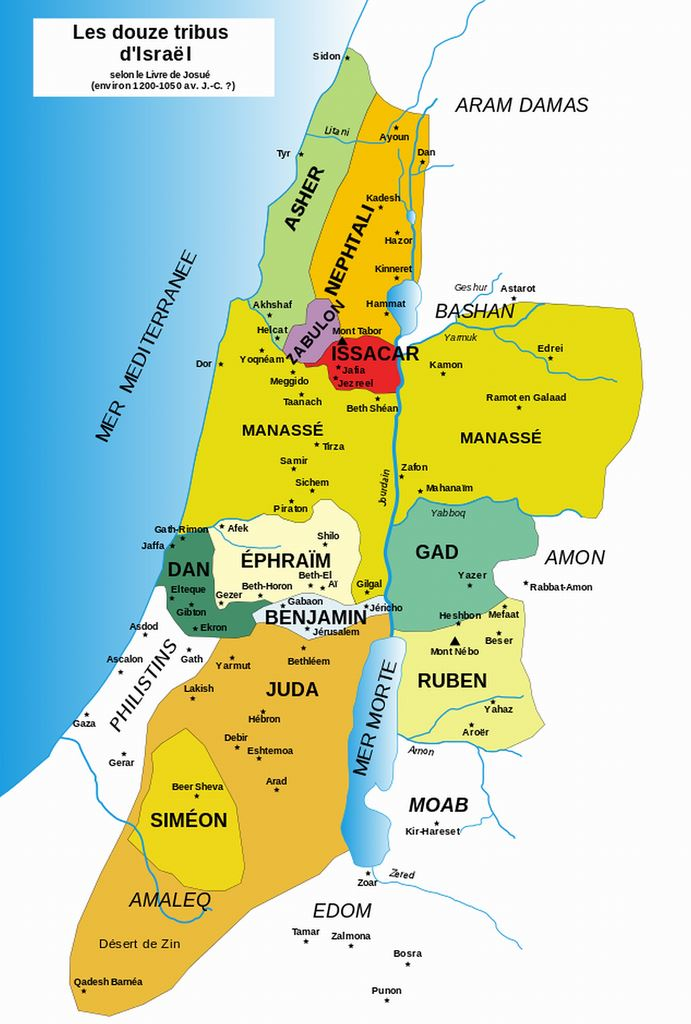 Les douze tribus
d'Israël
selon le Livre de Josué
(environ 1200-1050 av. J.-C. ?)
Sidon
ARAM DAMAS
Litani
Ayoun
Tyr
Dan
ASHER
Kadesh
NEPHTALI
Hazor
Kinneret
MER MEDITERRANEE
Geshur
Astarot
Akhshaf
Hammat
BASHAN
Helcat
ZABULON
Mont Tabor
Yarmuk
Yoqnéam
ISSACAR
Edrei
Dor
Jafia
Kamon
Meggido
Jezreel
Taanach
Beth Shéan
Ramot en Galaad
MANASSÉ
MANASSÉ
Tirza
Samir
Zafon
Sichem
Jourdain
Mahanaïm
Piraton
Yabboq
Gath-Rimon
Afek
Shilo
Jaffa
GAD
AMON
ÉPHRAÏM
DAN
Beth-El
Yazer
Elteque
Beth-Horon
Aï
Gilgal
Rabbat-Amon
Gezer
Gabaon
Jéricho
Gibton
Heshbon
Mefaat
BENJAMIN
Asdod
Ekron
Jérusalem
Beser
Mont Nébo
Ascalon
Gath
Yarmut
Bethléem
PHILISTINS
RUBEN
Lakish
JUDA
MER MORTE
Yahaz
Gaza
Hébron
Aroër
Debir
Eshtemoa
Arnon
Gerar
Beer Sheva
Arad
MOAB
SIMÉON
Kir-Hareset
Zered
Zoar
AMALEQ
EDOM
Tamar
Zalmona
Désert de Zin
Bosra
Qadesh Barnéa
Punon